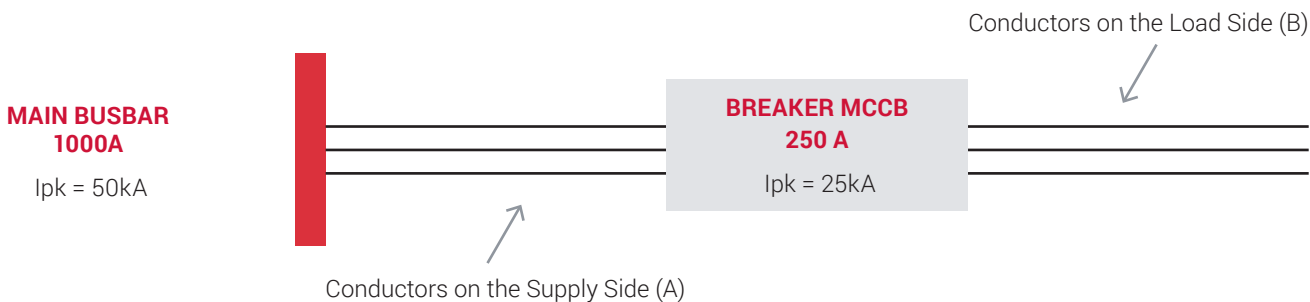 Conductors on the Load Side (B)
MAIN BUSBAR
1000A
Ipk = 50kA
BREAKER MCCB
250 A
Ipk = 25kA
Conductors on the Supply Side (A)